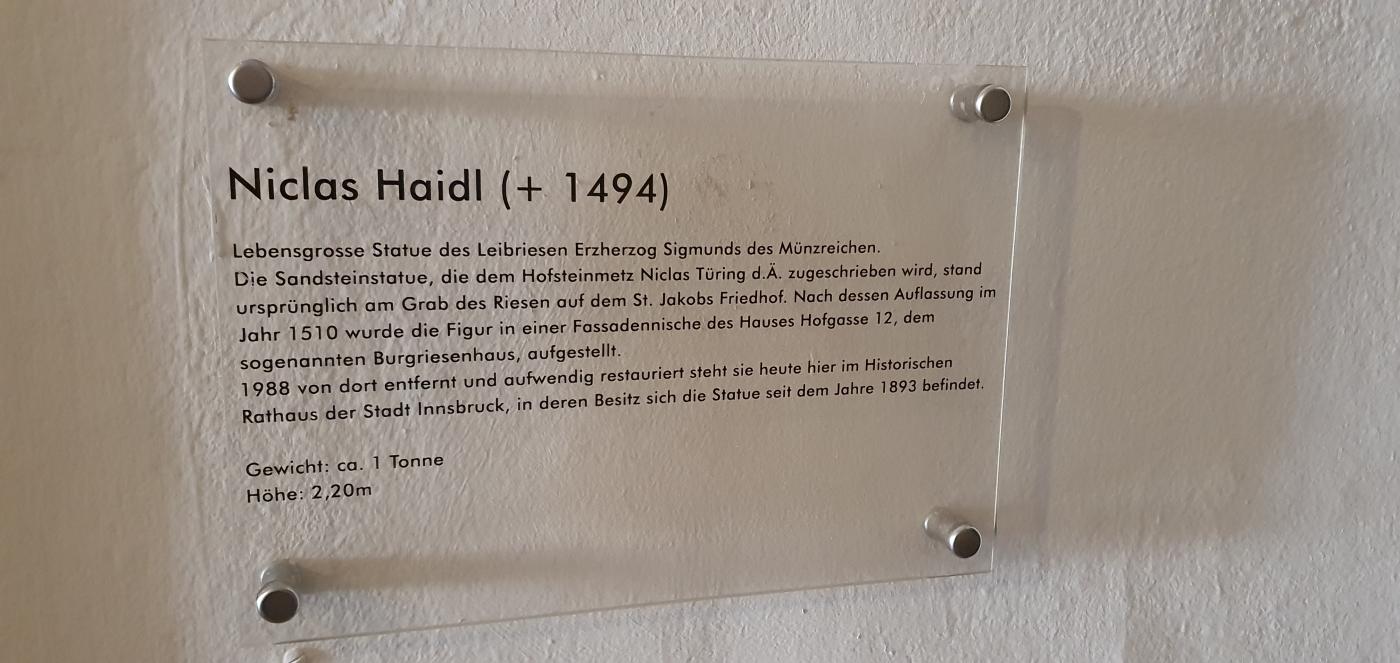 Niclas Haidl (+ 1494)
Lebensgrosse Statue des Leibriesen Erzherzog Sigmunds des Münzreichen.
Die Sandsteinstatue, die dem Hofsteinmetz Niclas Türing d.Ä. zugeschrieben wird, stand
ursprünglich am Grab des Riesen auf dem St. Jakobs Friedhof. Nach dessen Auflassung im
Jahr 1510 wurde die Figur in einer Fassadennische des Hauses Hofgasse 12, dem
sogenannten Burgriesenhaus, aufgestellt.
1988 von dort entfernt und aufwendig restauriert steht sie heute hier im Historischen
Rathaus der Stadt Innsbruck, in deren Besitz sich die Statue seit dem Jahre 1893 befindet.
Gewicht: ca. 1 Tonne
Höhe: 2,20m